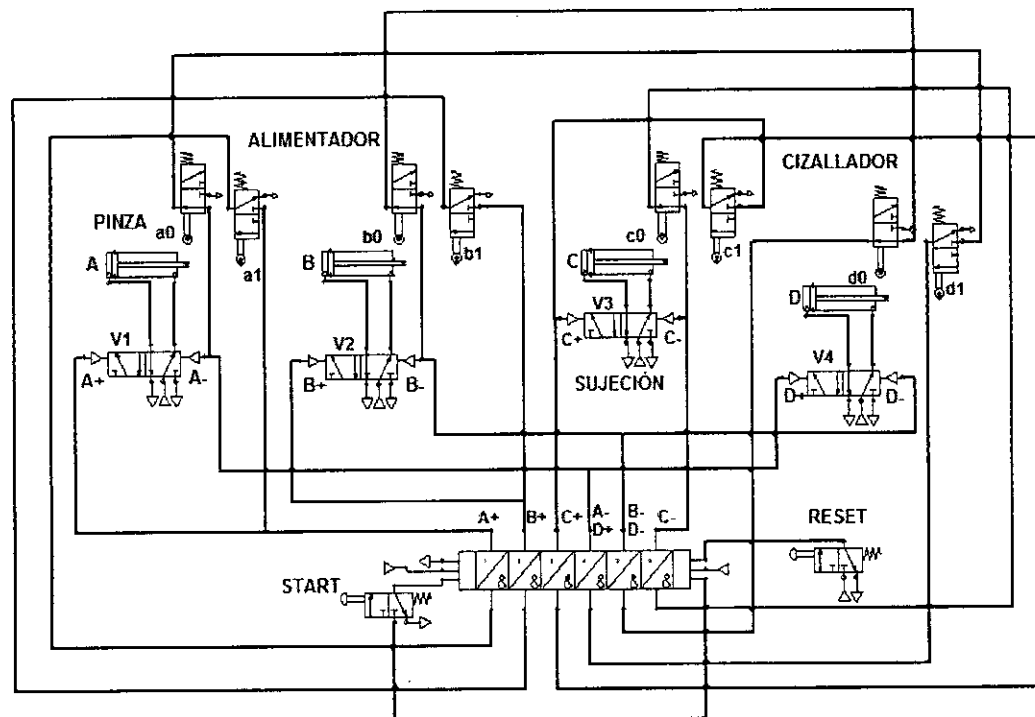 ALIMENTADOR
CIZALLADOR
PINZA
a0
a1
b0
b1
c0
c1
d0
d1
A
B
C
D
V1
V2
V3
V4
A+
A-
B+
B-
C+
C-
D+
D-
SUJECIÓN
A+
B+
C+
A-
D+
B-
D-
C-
RESET
START
& & & & & &